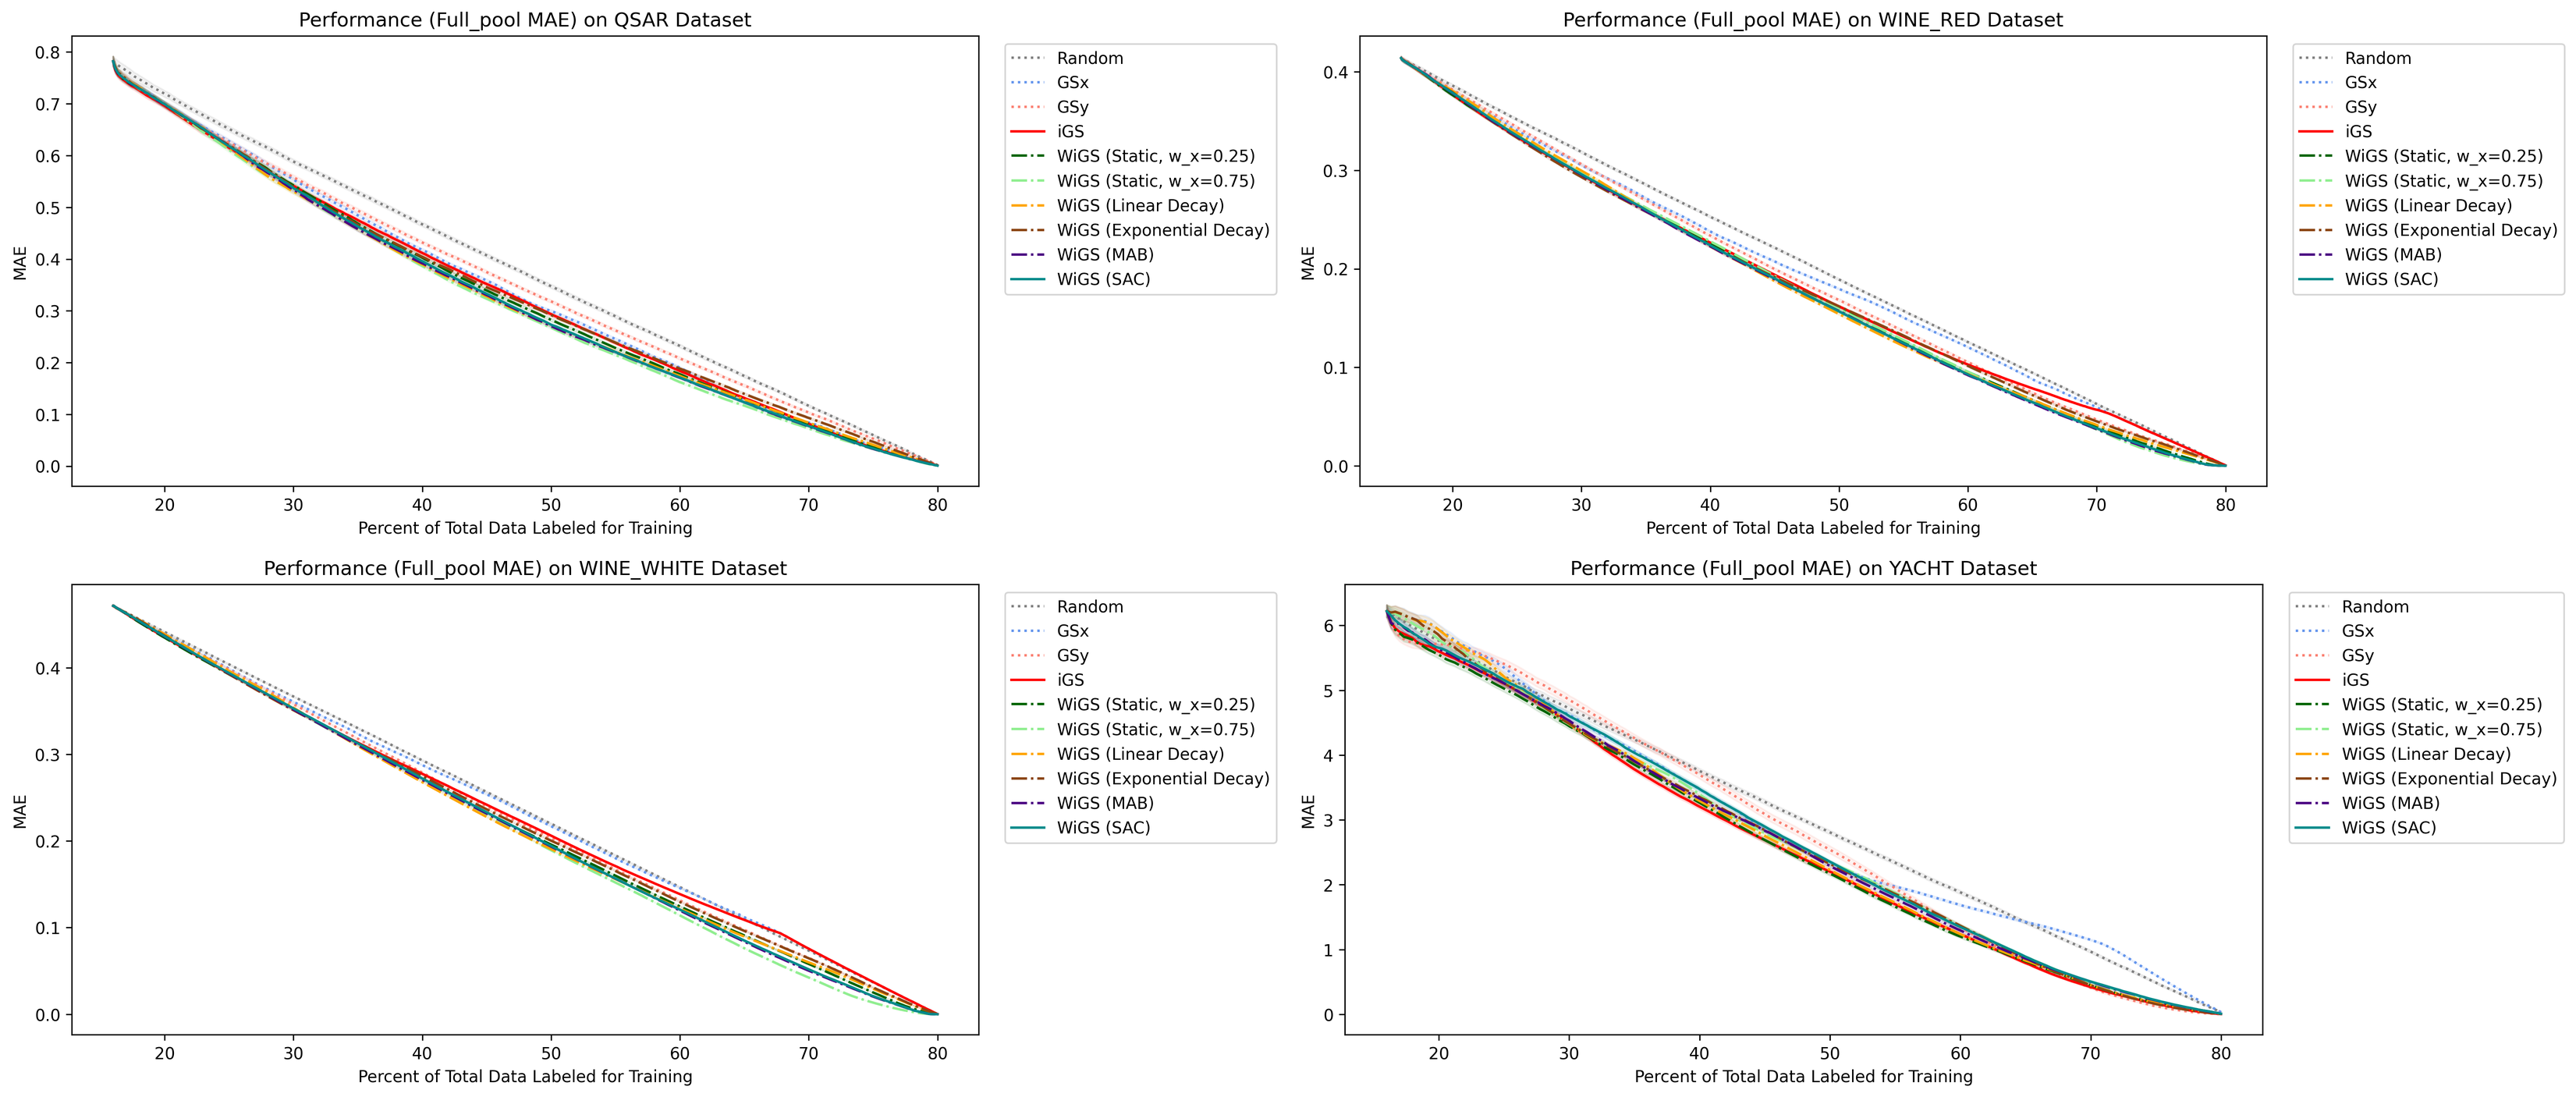 Performance (Full_pool MAE) on QSAR Dataset
MAE
0.8
0.7
0.6
0.5
0.4
0.3
0.2
0.1
0.0
20 30 40 50 60 70 80
Percent of Total Data Labeled for Training
Random
GSx
GSy
iGS
WiGS (Static, w_x=0.25)
WiGS (Static, w_x=0.75)
WiGS (Linear Decay)
WiGS (Exponential Decay)
WiGS (MAB)
WiGS (SAC)
Performance (Full_pool MAE) on WINE_RED Dataset
MAE
0.4
0.3
0.2
0.1
0.0
20 30 40 50 60 70 80
Percent of Total Data Labeled for Training
Random
GSx
GSy
iGS
WiGS (Static, w_x=0.25)
WiGS (Static, w_x=0.75)
WiGS (Linear Decay)
WiGS (Exponential Decay)
WiGS (MAB)
WiGS (SAC)
Performance (Full_pool MAE) on WINE_WHITE Dataset
MAE
0.4
0.3
0.2
0.1
0.0
20 30 40 50 60 70 80
Percent of Total Data Labeled for Training
Random
GSx
GSy
iGS
WiGS (Static, w_x=0.25)
WiGS (Static, w_x=0.75)
WiGS (Linear Decay)
WiGS (Exponential Decay)
WiGS (MAB)
WiGS (SAC)
Performance (Full_pool MAE) on YACHT Dataset
MAE
6
5
4
3
2
1
0
20 30 40 50 60 70 80
Percent of Total Data Labeled for Training
Random
GSx
GSy
iGS
WiGS (Static, w_x=0.25)
WiGS (Static, w_x=0.75)
WiGS (Linear Decay)
WiGS (Exponential Decay)
WiGS (MAB)
WiGS (SAC)